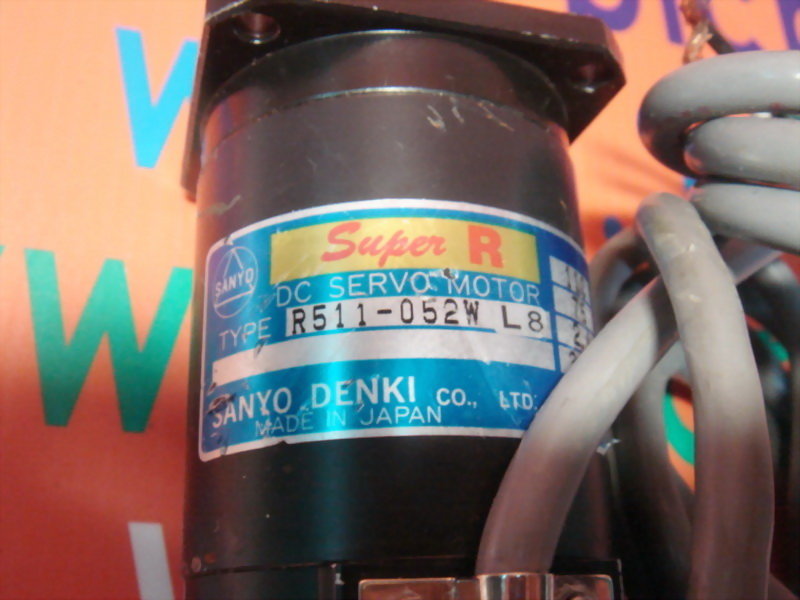 Super R
SANYO
DC SERVO MOTOR
TYPE R511-052W L8
SANYO DENKI CO., LTD.
MADE IN JAPAN